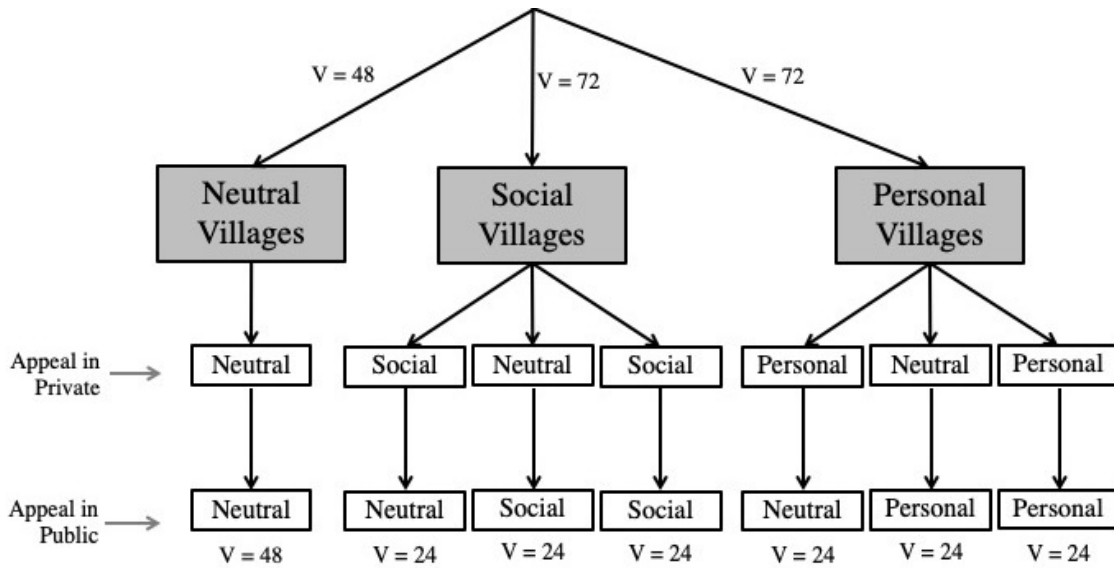 V = 48
V = 72
V = 72
Neutral
Villages
Social
Villages
Personal
Villages
Appeal in
Private
Neutral
Social
Neutral
Social
Personal
Neutral
Personal
Appeal in
Public
Neutral
Neutral
Social
Social
Neutral
Personal
Personal
V = 48
V = 24
V = 24
V = 24
V = 24
V = 24
V = 24